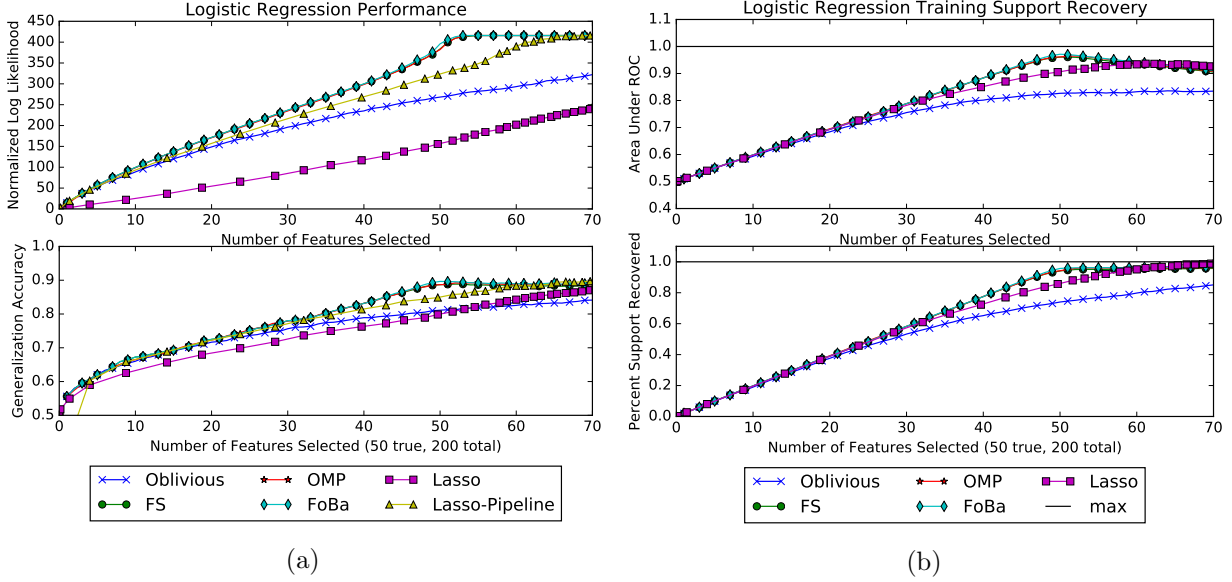 Logistic Regression Performance
Normalized Log Likelihood
450
400
350
300
250
200
150
100
50
0
0 10 20 30 40 50 60 70
Number of Features Selected
Generalization Accuracy
1.0
0.9
0.8
0.7
0.6
0.5
0 10 20 30 40 50 60 70
Number of Features Selected (50 true, 200 total)
Oblivious OMP Lasso
FS FoBa Lasso-Pipeline
(a)
Logistic Regression Training Support Recovery
Area Under ROC
1.1
1.0
0.9
0.8
0.7
0.6
0.5
0.4
0 10 20 30 40 50 60 70
Number of Features Selected
Percent Support Recovered
1.0
0.8
0.6
0.4
0.2
0.0
0 10 20 30 40 50 60 70
Number of Features Selected (50 true, 200 total)
Oblivious OMP Lasso
FS FoBa max
(b)